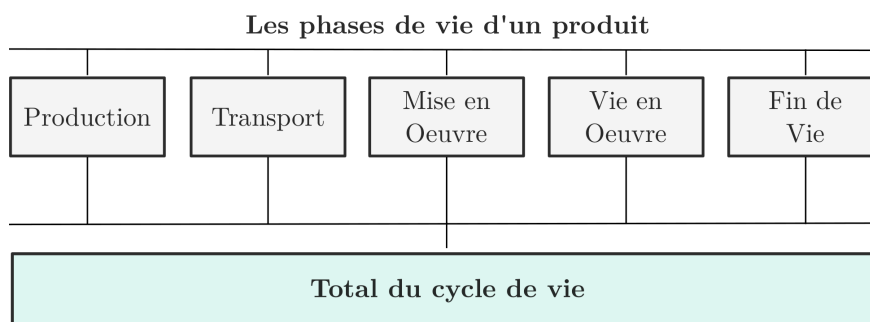 Les phases de vie d'un produit
Production
Transport
Mise en
Oeuvre
Vie en
Oeuvre
Fin de
Vie
Total du cycle de vie